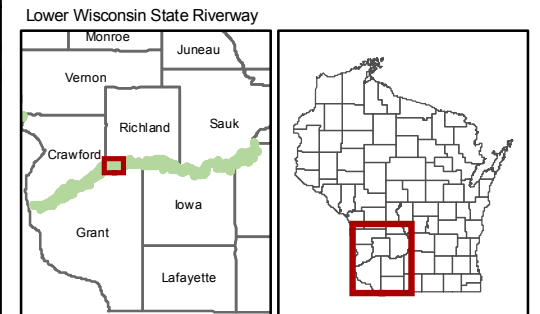 Lower Wisconsin State Riverway
Monroe
Juneau
Vernon
Richland
Sauk
Crawford
Iowa
Grant
Lafayette